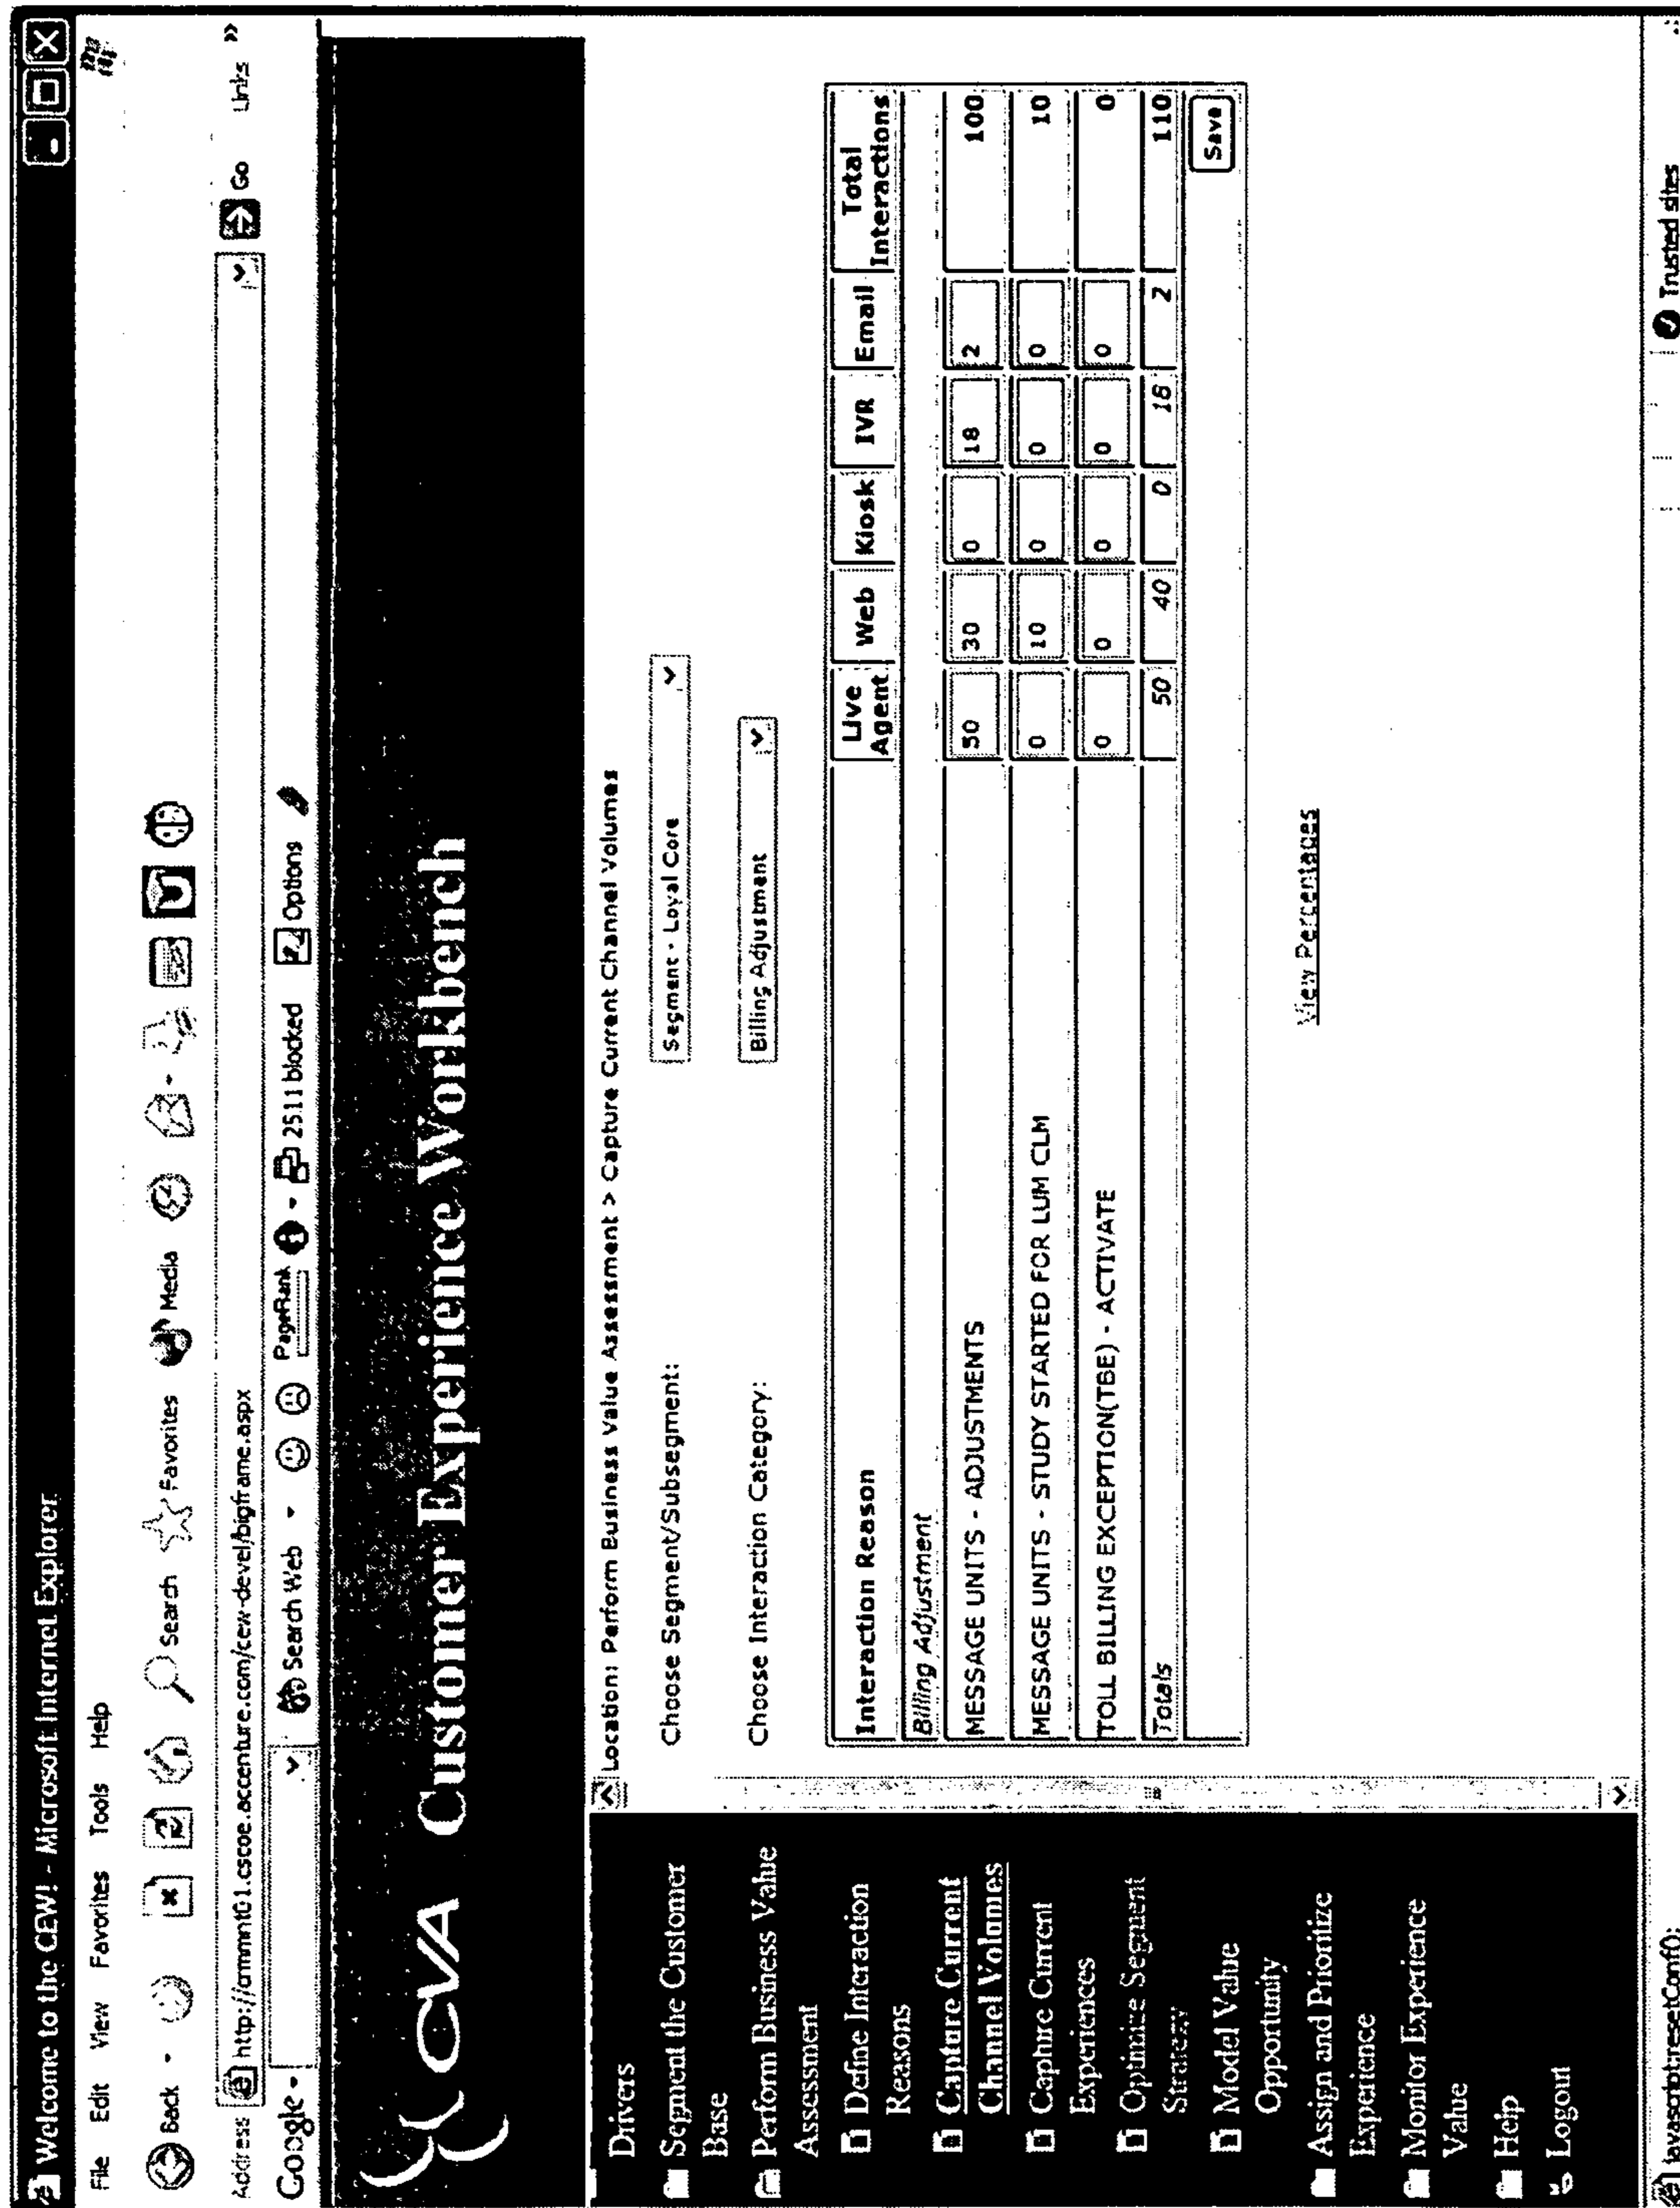 Welcome to the CEW! - Microsoft Internet Explorer
File Edit View Favorites Tools Help
Back Search Favorites Media
Address http://crmmnt01.cscoe.accenture.com/cew-devel/bigframe.aspx Go Links »
Google Search Web PageRank 2511 blocked Options
CVA Customer Experience Workbench
Drivers
Segment the Customer
Base
Perform Business Value
Assessment
Define Interaction
Reasons
Capture Current
Channel Volumes
Capture Current
Experiences
Optimize Segment
Strategy
Model Value
Opportunity
Assign and Prioritize
Experience
Monitor Experience
Value
Help
Logout
Location: Perform Business Value Assessment > Capture Current Channel Volumes
Choose Segment/Subsegment: Segment - Loyal Core
Choose Interaction Category: Billing Adjustment
Interaction Reason Live Agent Web Kiosk IVR Email Total Interactions
Billing Adjustment
MESSAGE UNITS - ADJUSTMENTS 50 30 0 18 2 100
MESSAGE UNITS - STUDY STARTED FOR LUM CLM 0 10 0 0 0 10
TOLL BILLING EXCEPTION(TBE) - ACTIVATE 0 0 0 0 0 0
Totals 50 40 0 18 2 110
Save
View Percentages
javascript:resetConf();
Trusted sites